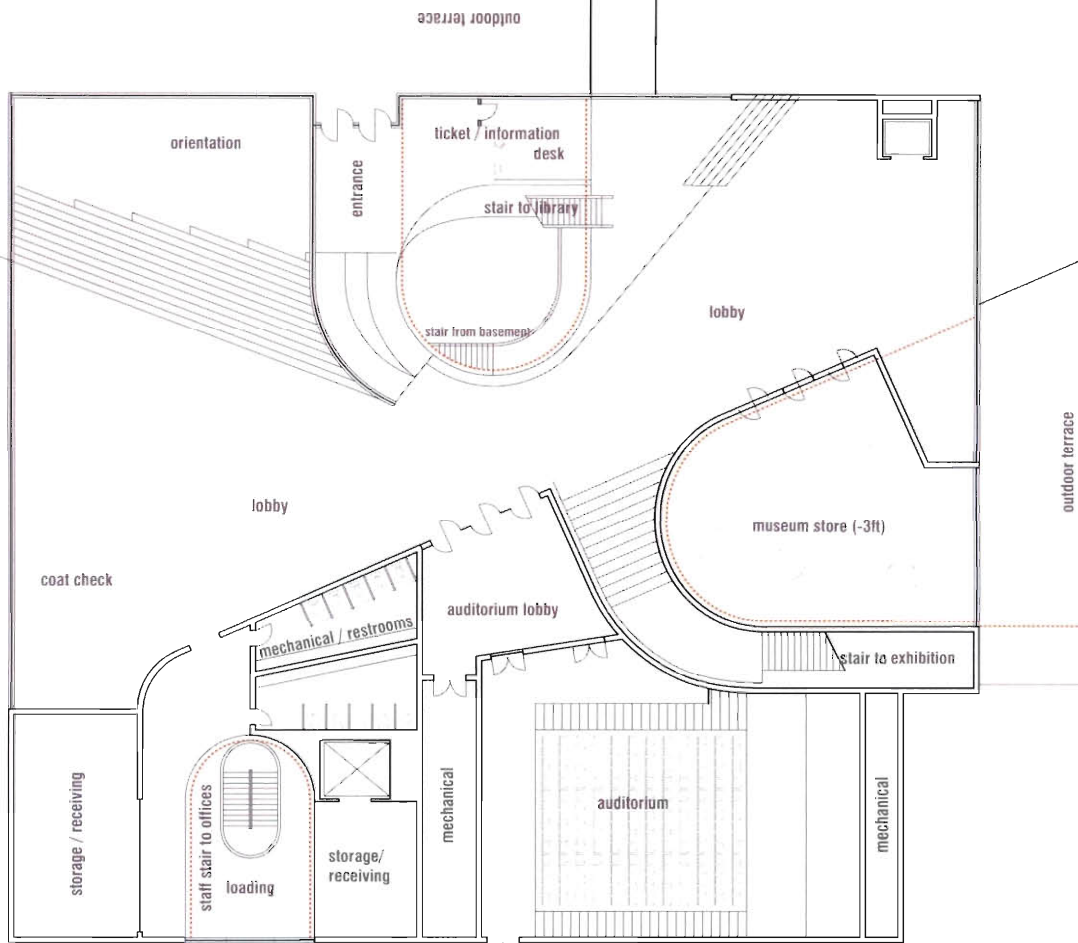 outdoor terrace
orientation
ticket / information
desk
entrance
stair to library
lobby
stair from basement
outdoor terrace
lobby
museum store (-3ft)
coat check
auditorium lobby
mechanical / restrooms
stair to exhibition
storage / receiving
staff stair to offices
loading
storage/
receiving
mechanical
auditorium
mechanical